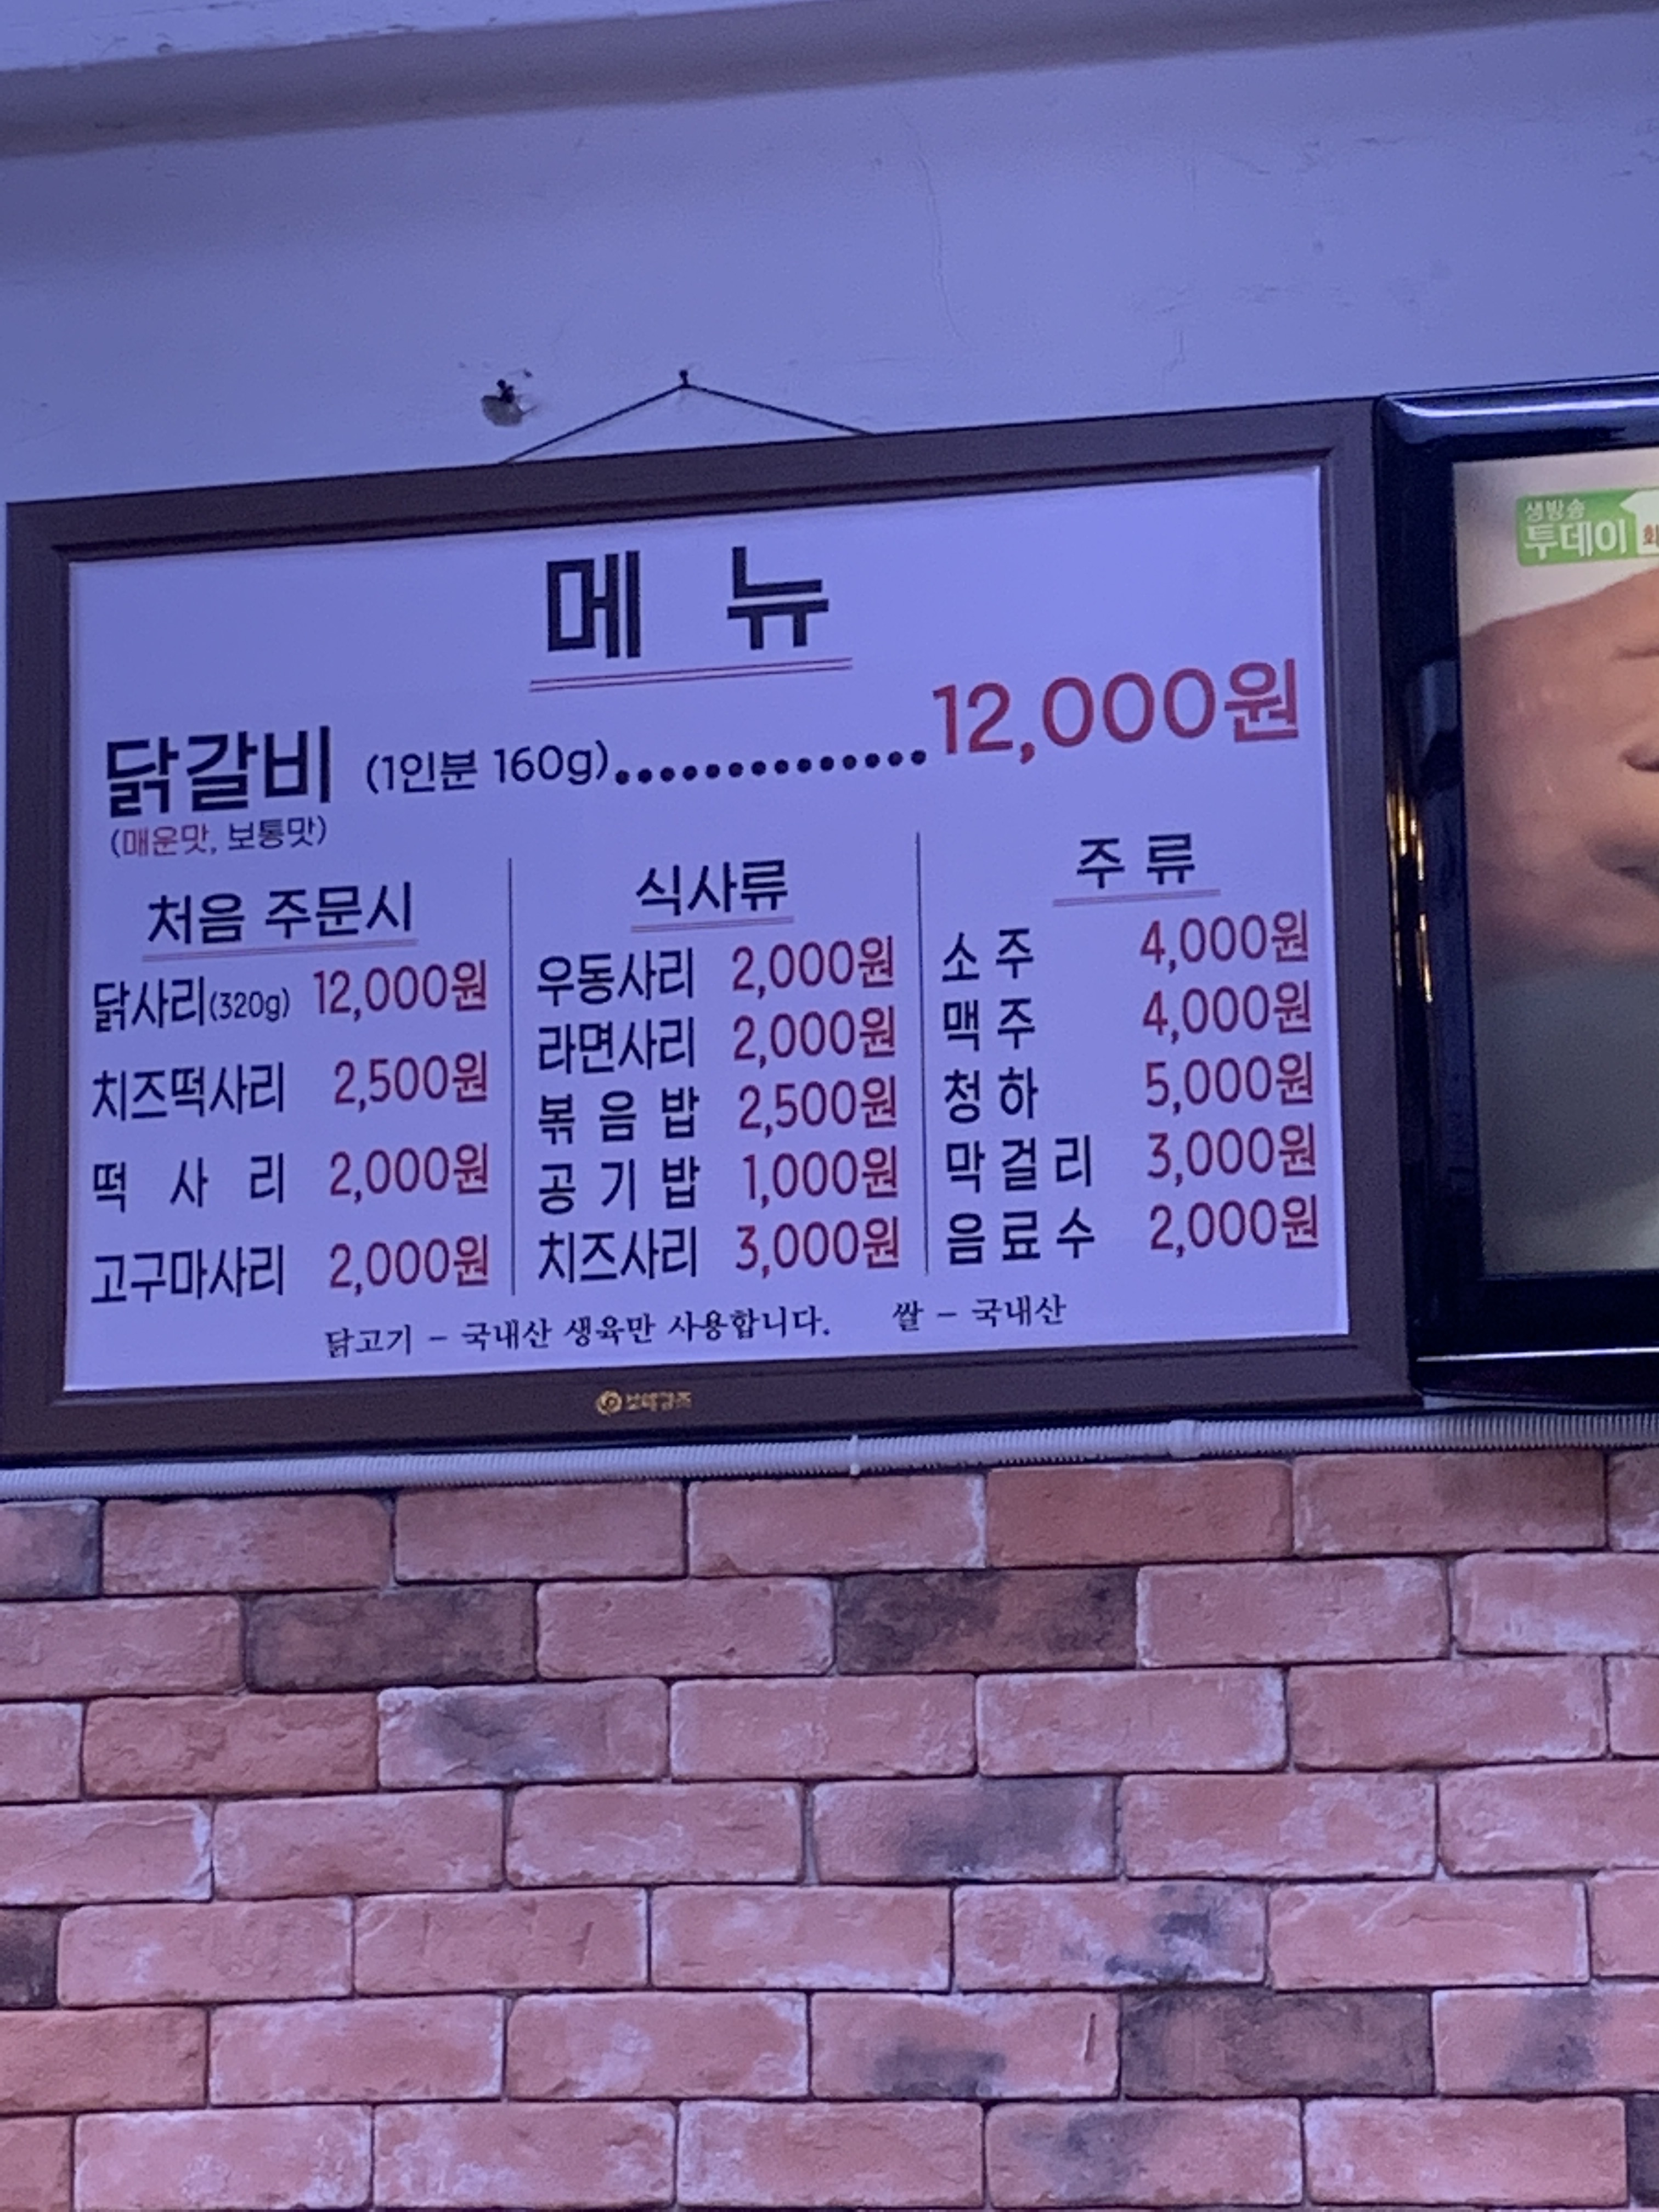 메 뉴
닭갈비 (1인분 160g)..............12,000원
(매운맛, 보통맛)
처음 주문시
닭사리(320g) 12,000원
치즈떡사리 2,500원
떡 사 리 2,000원
고구마사리 2,000원
식사류
우동사리 2,000원
라면사리 2,000원
볶 음 밥 2,500원
공 기 밥 1,000원
치즈사리 3,000원
주 류
소 주 4,000원
맥 주 4,000원
청 하 5,000원
막 걸 리 3,000원
음 료 수 2,000원
닭고기 - 국내산 생육만 사용합니다. 쌀 - 국내산
생방송
투데이